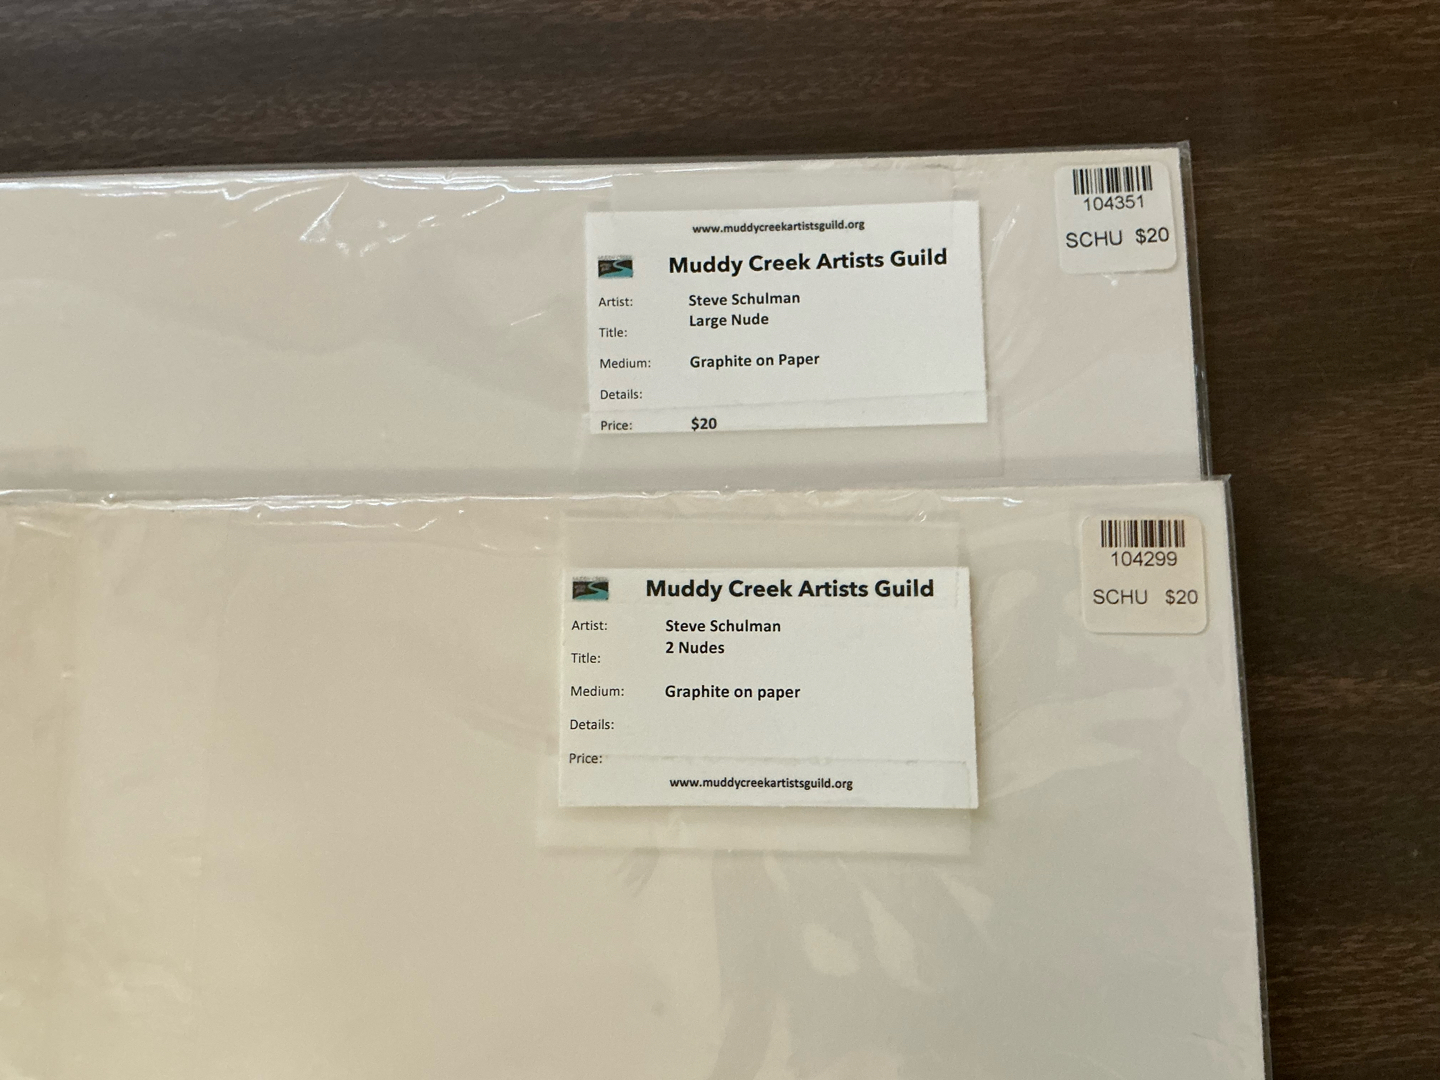 104351
SCHU $20
www.muddycreekartistsguild.org
Muddy Creek Artists Guild
Artist: Steve Schulman
Title: Large Nude
Medium: Graphite on Paper
Details:
Price: $20
104299
SCHU $20
Muddy Creek Artists Guild
Artist: Steve Schulman
Title: 2 Nudes
Medium: Graphite on paper
Details:
Price:
www.muddycreekartistsguild.org